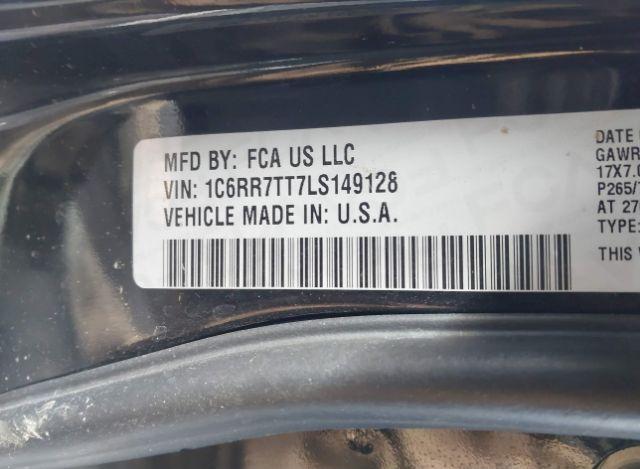 MFD BY: FCA US LLC
VIN: 1C6RR7TT7LS149128
VEHICLE MADE IN: U.S.A.
DATE
GAWR
17X7.0
P265/
AT 27
TYPE:
THIS V